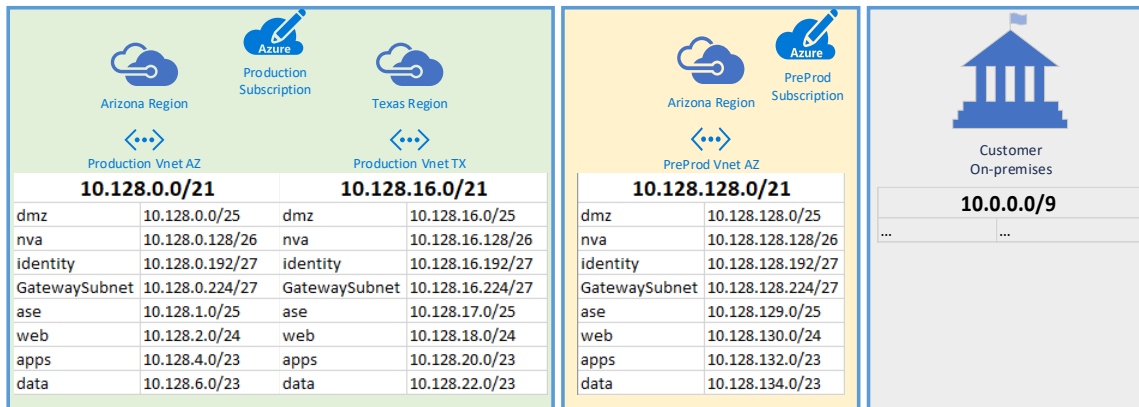 Azure
Production
Subscription
Arizona Region
Texas Region
Production Vnet AZ
Production Vnet TX
10.128.0.0/21 10.128.16.0/21
dmz 10.128.0.0/25 dmz 10.128.16.0/25
nva 10.128.0.128/26 nva 10.128.16.128/26
identity 10.128.0.192/27 identity 10.128.16.192/27
GatewaySubnet 10.128.0.224/27 GatewaySubnet 10.128.16.224/27
ase 10.128.1.0/25 ase 10.128.17.0/25
web 10.128.2.0/24 web 10.128.18.0/24
apps 10.128.4.0/23 apps 10.128.20.0/23
data 10.128.6.0/23 data 10.128.22.0/23
Azure
PreProd
Subscription
Arizona Region
PreProd Vnet AZ
10.128.128.0/21
dmz 10.128.128.0/25
nva 10.128.128.128/26
identity 10.128.128.192/27
GatewaySubnet 10.128.128.224/27
ase 10.128.129.0/25
web 10.128.130.0/24
apps 10.128.132.0/23
data 10.128.134.0/23
Customer
On-premises
10.0.0.0/9
... ...